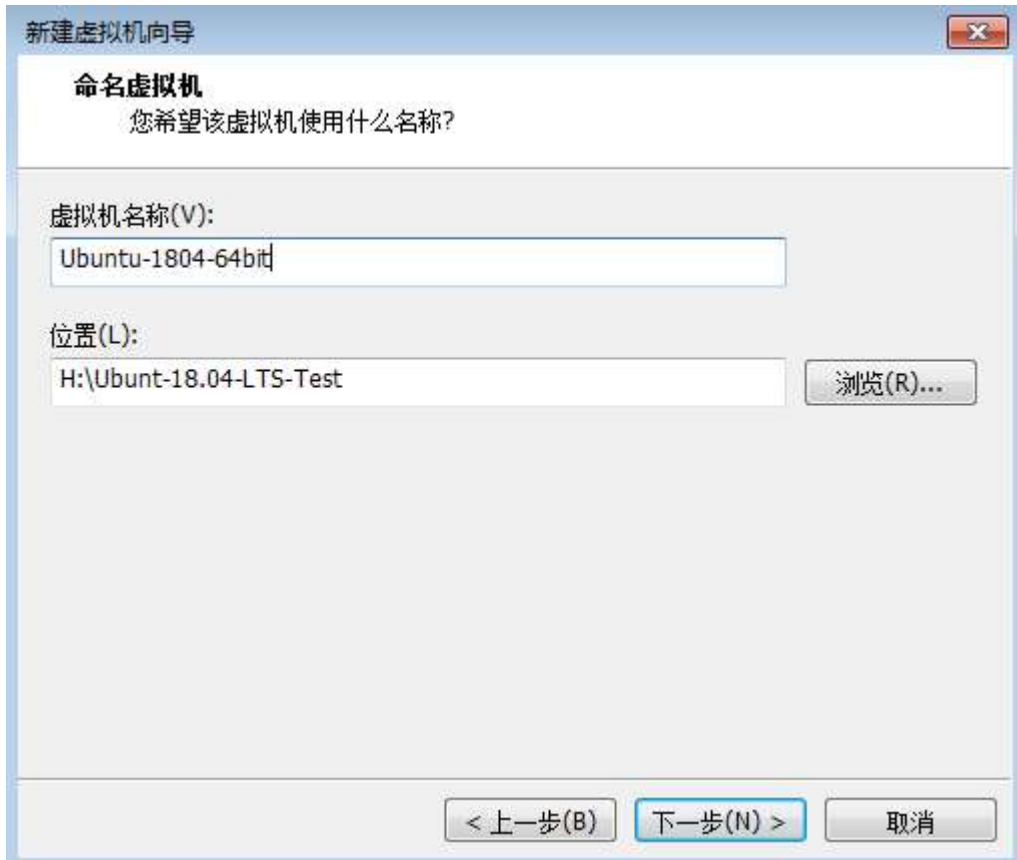 新建虚拟机向导
命名虚拟机
您希望该虚拟机使用什么名称?
虚拟机名称(V):
Ubuntu-1804-64bit
位置(L):
H:\Ubunt-18.04-LTS-Test
浏览(R)...
< 上一步(B) 下一步(N) > 取消